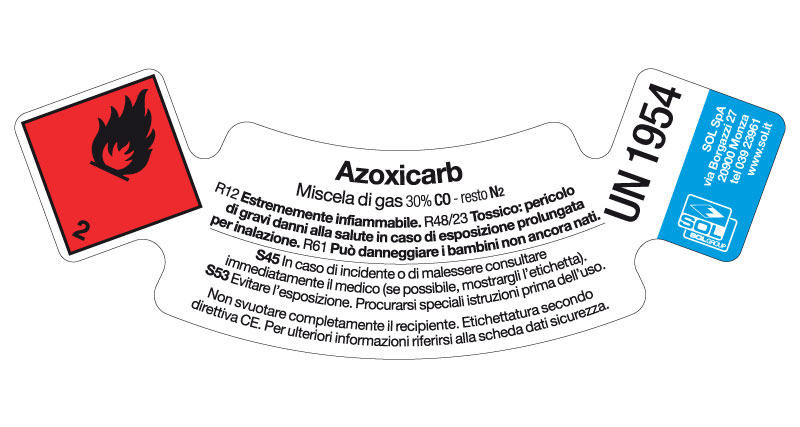 2
Azoxicarb
Miscela di gas 30% CO - resto N2
R12 Estrememente infiammabile. R48/23 Tossico: pericolo
di gravi danni alla salute in caso di esposizione prolungata
per inalazione. R61 Può danneggiare i bambini non ancora nati.
S45 In caso di incidente o di malessere consultare
immediatamente il medico (se possibile, mostrargli l'etichetta).
S53 Evitare l'esposizione. Procurarsi speciali istruzioni prima dell'uso.
Non svuotare completamente il recipiente. Etichettatura secondo
direttiva CE. Per ulteriori informazioni riferirsi alla scheda dati sicurezza.
UN 1954
SOL SpA
via Borgazzi 27
20900 Monza
tel 039 23961
www.sol.it
SOL
SOLGROUP